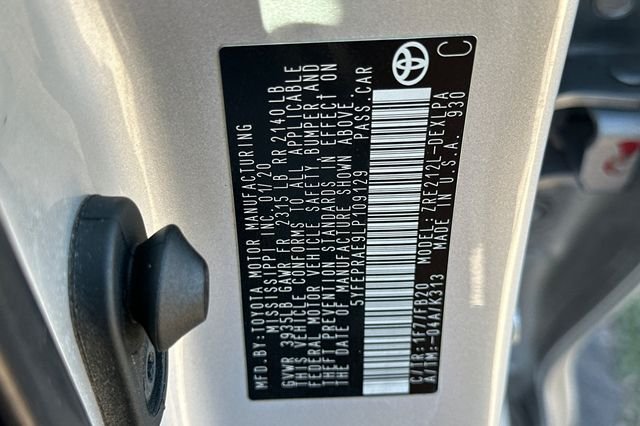 MFD BY:TOYOTA MOTOR MANUFACTURING
MISSISSIPPI, INC. 01/20
GVWR 3935LB GAWR FR 2315 LB RR 2140LB
THIS VEHICLE CONFORMS TO ALL APPLICABLE
FEDERAL MOTOR VEHICLE SAFETY, BUMPER AND
THEFT PREVENTION STANDARDS IN EFFECT ON
THE DATE OF MANUFACTURE SHOWN ABOVE.
5YFEPRAE9LP109129 PASS.CAR
C/TR:1F7/FB20 MODEL: ZRE212L-DEXLPA
A/TM:-04A/K313 MADE IN U.S.A. 930
C